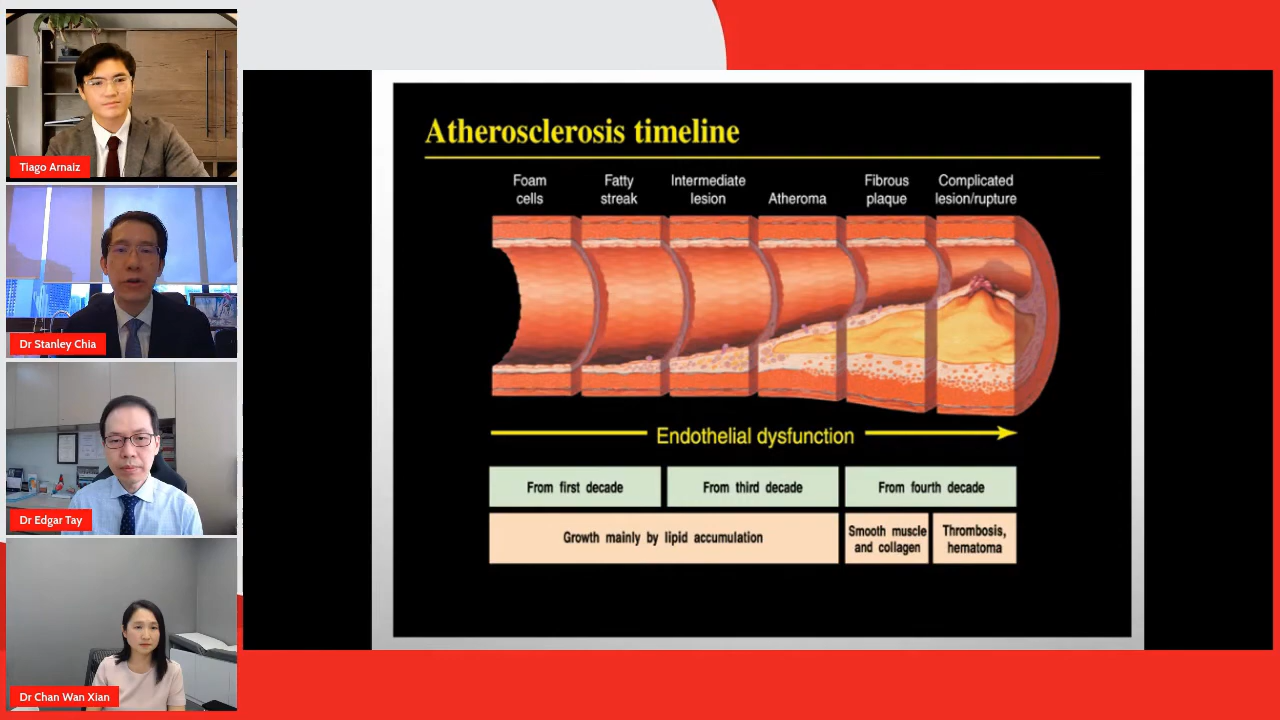 Tiago Arnaiz
Dr Stanley Chia
Dr Edgar Tay
Dr Chan Wan Xian
Atherosclerosis timeline
Foam
cells
Fatty
streak
Intermediate
lesion
Atheroma
Fibrous
plaque
Complicated
lesion/rupture
Endothelial dysfunction
From first decade
From third decade
From fourth decade
Growth mainly by lipid accumulation
Smooth muscle
and collagen
Thrombosis,
hematoma